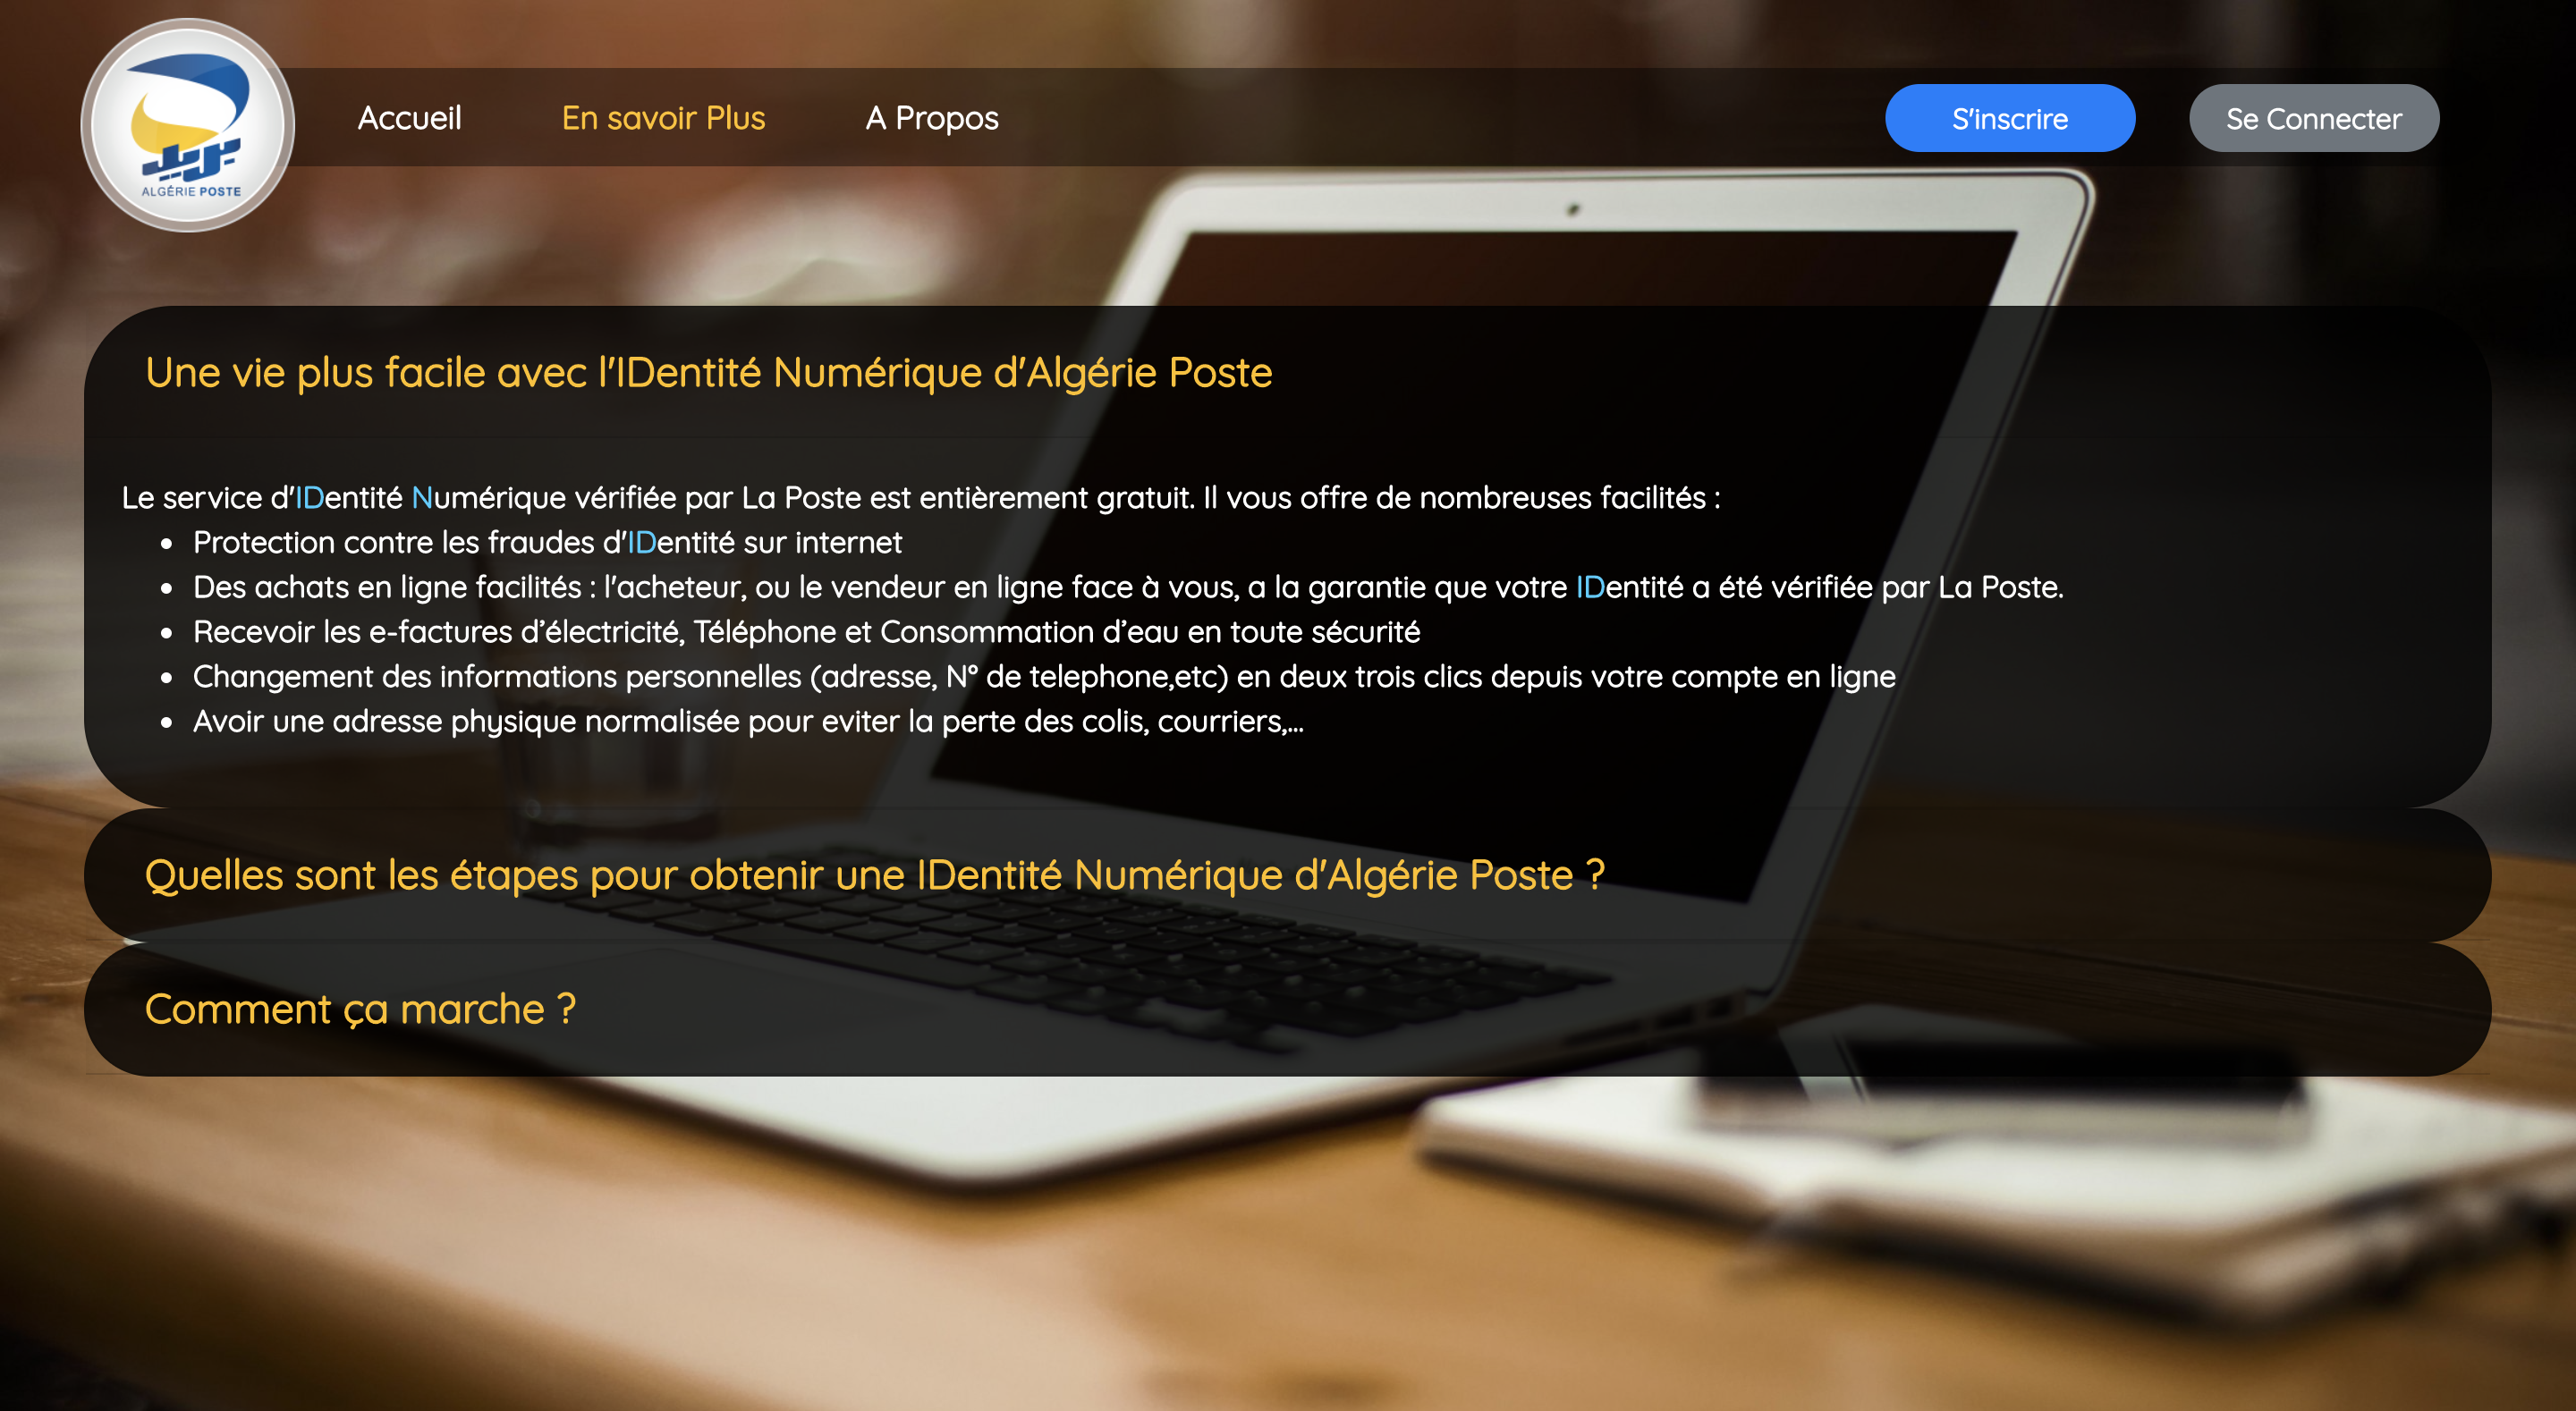 بريد
ALGÉRIE POSTE
Accueil
En savoir Plus
A Propos
S'inscrire
Se Connecter
Une vie plus facile avec l'IDentité Numérique d'Algérie Poste
Le service d'IDentité Numérique vérifiée par La Poste est entièrement gratuit. Il vous offre de nombreuses facilités :
• Protection contre les fraudes d'IDentité sur internet
• Des achats en ligne facilités : l'acheteur, ou le vendeur en ligne face à vous, a la garantie que votre IDentité a été vérifiée par La Poste.
• Recevoir les e-factures d’électricité, Téléphone et Consommation d’eau en toute sécurité
• Changement des informations personnelles (adresse, N° de telephone,etc) en deux trois clics depuis votre compte en ligne
• Avoir une adresse physique normalisée pour eviter la perte des colis, courriers,...
Quelles sont les étapes pour obtenir une IDentité Numérique d'Algérie Poste ?
Comment ça marche ?